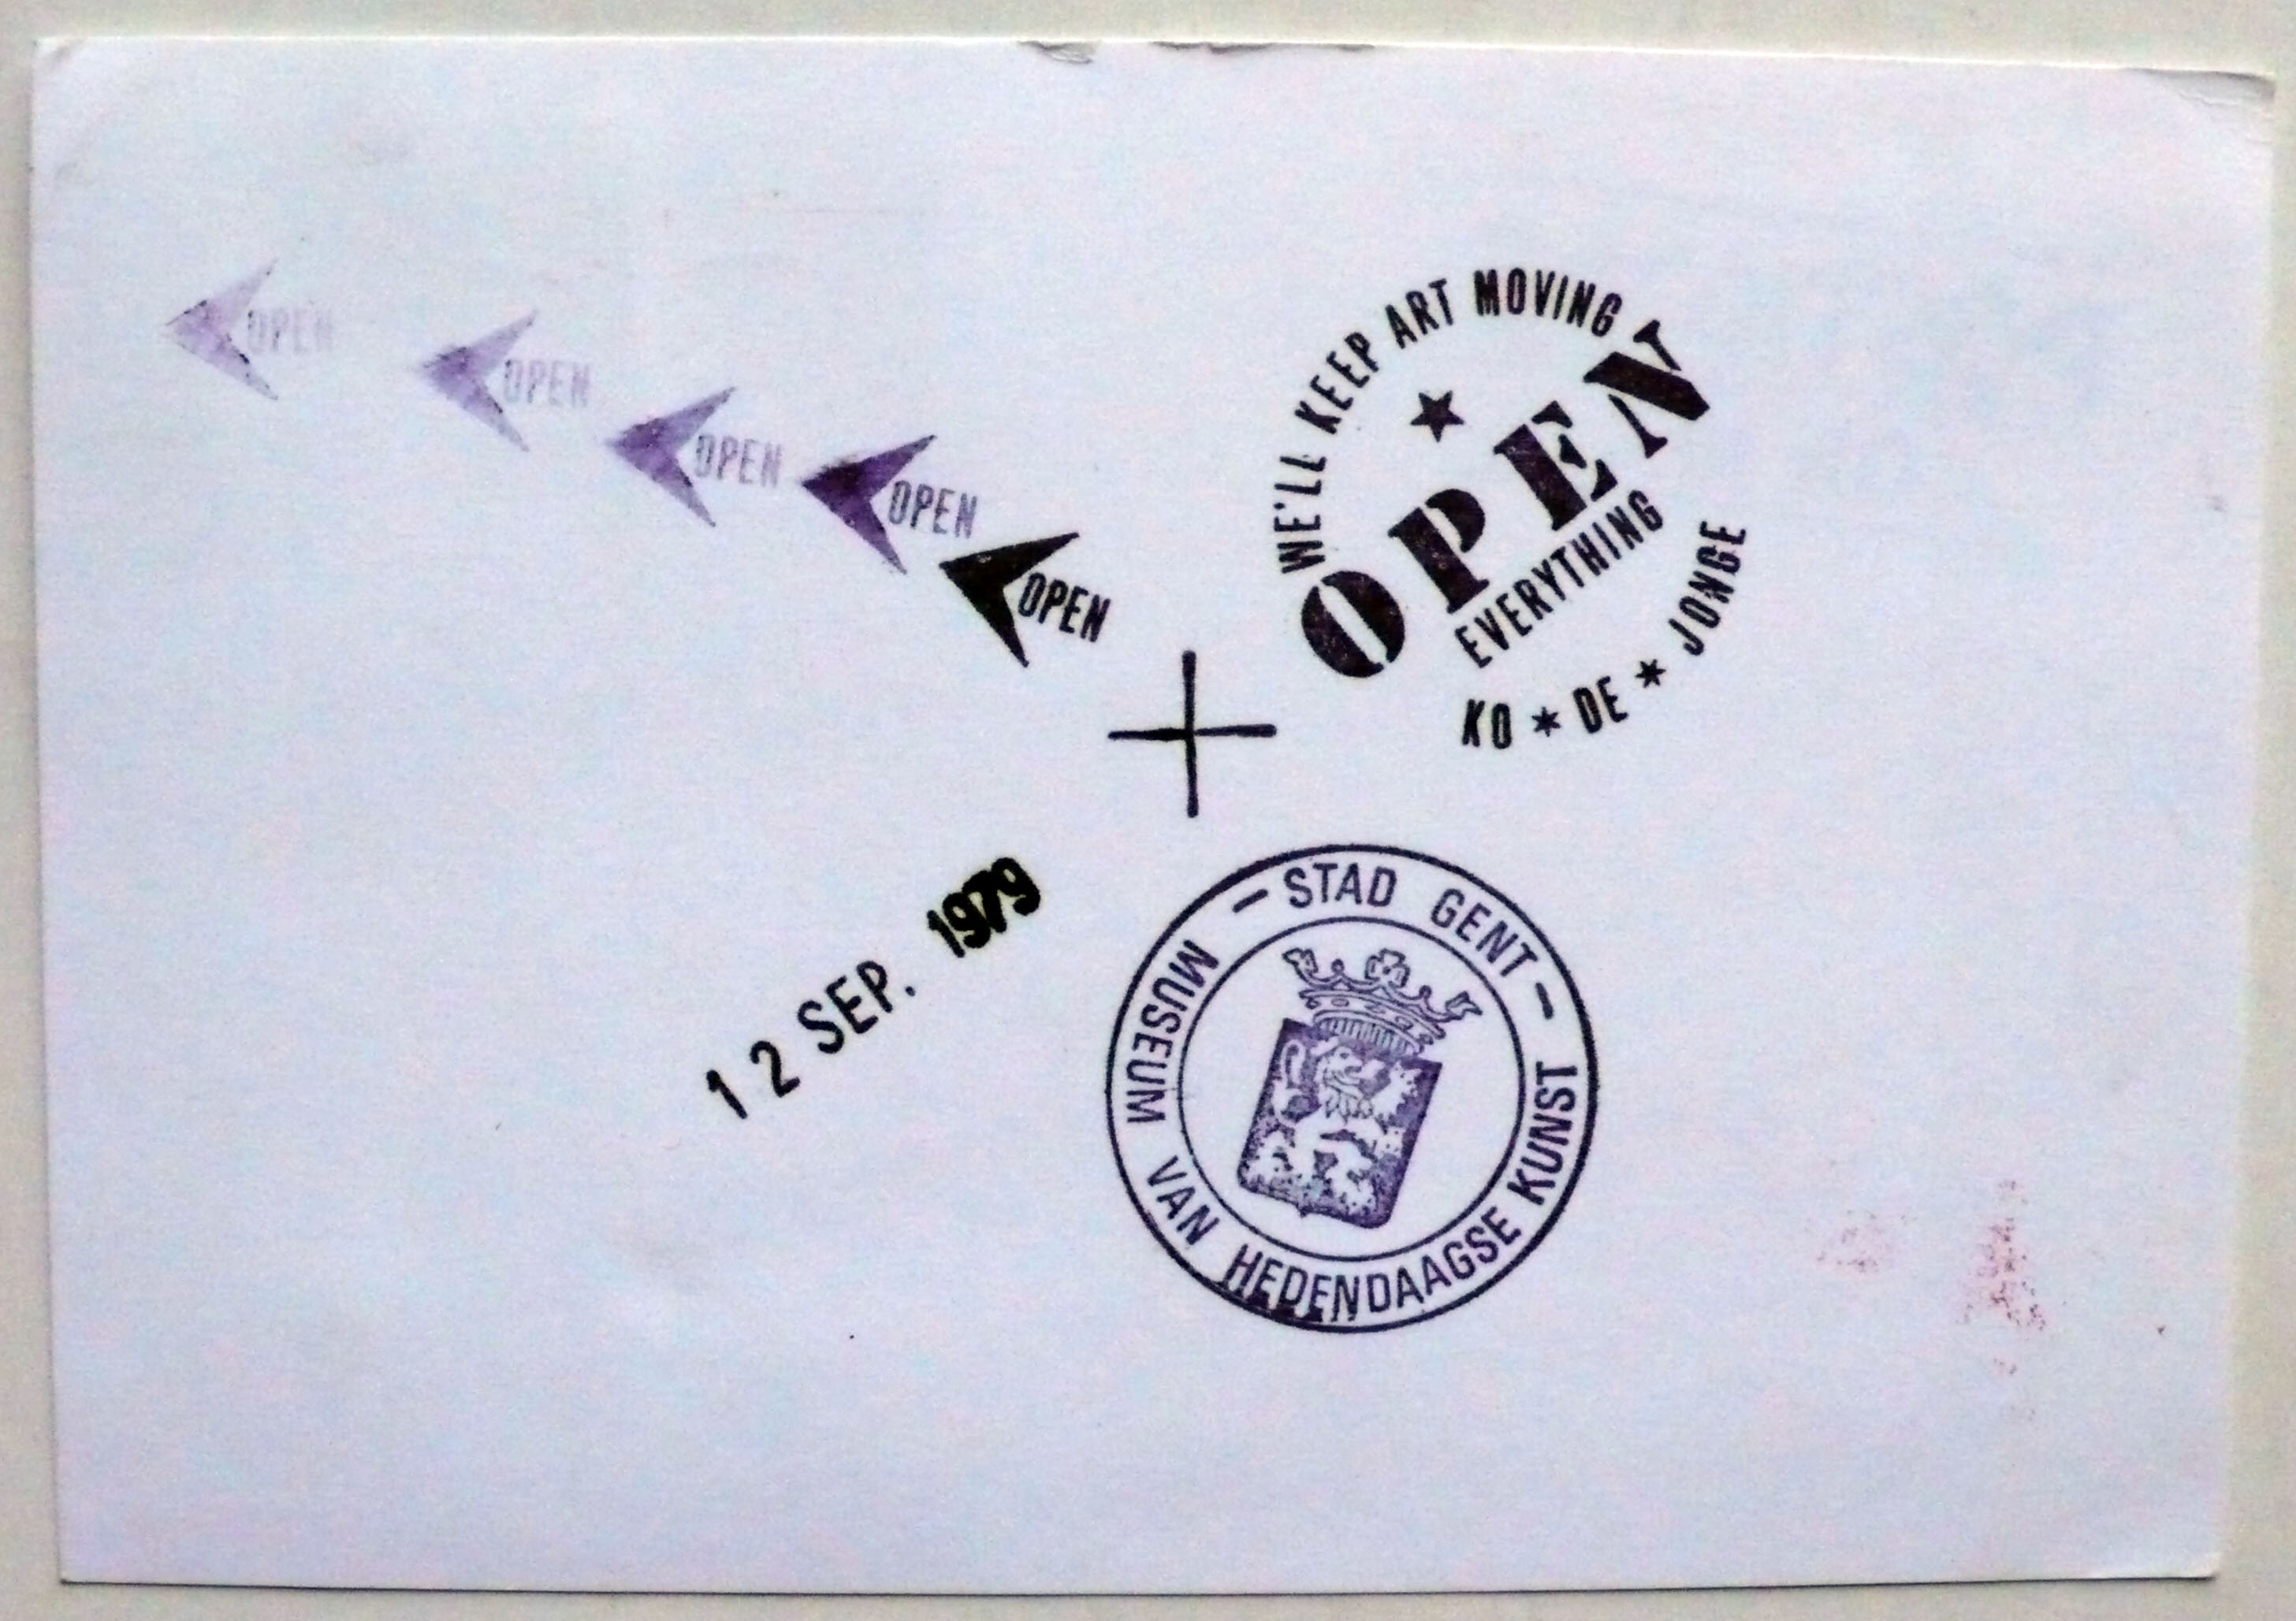 OPEN
OPEN
OPEN
OPEN
OPEN
WE'LL KEEP ART MOVING
OPEN
EVERYTHING
KO * DE * JONGE
12 SEP. 1979
— STAD GENT —
MUSEUM VAN HEDENDAAGSE KUNST